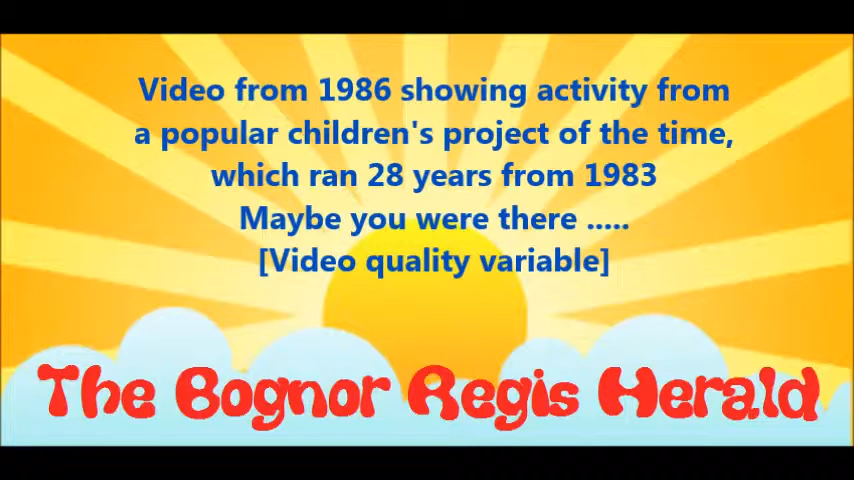 Video from 1986 showing activity from
a popular children's project of the time,
which ran 28 years from 1983
Maybe you were there .....
[Video quality variable]
The Bognor Regis Herald